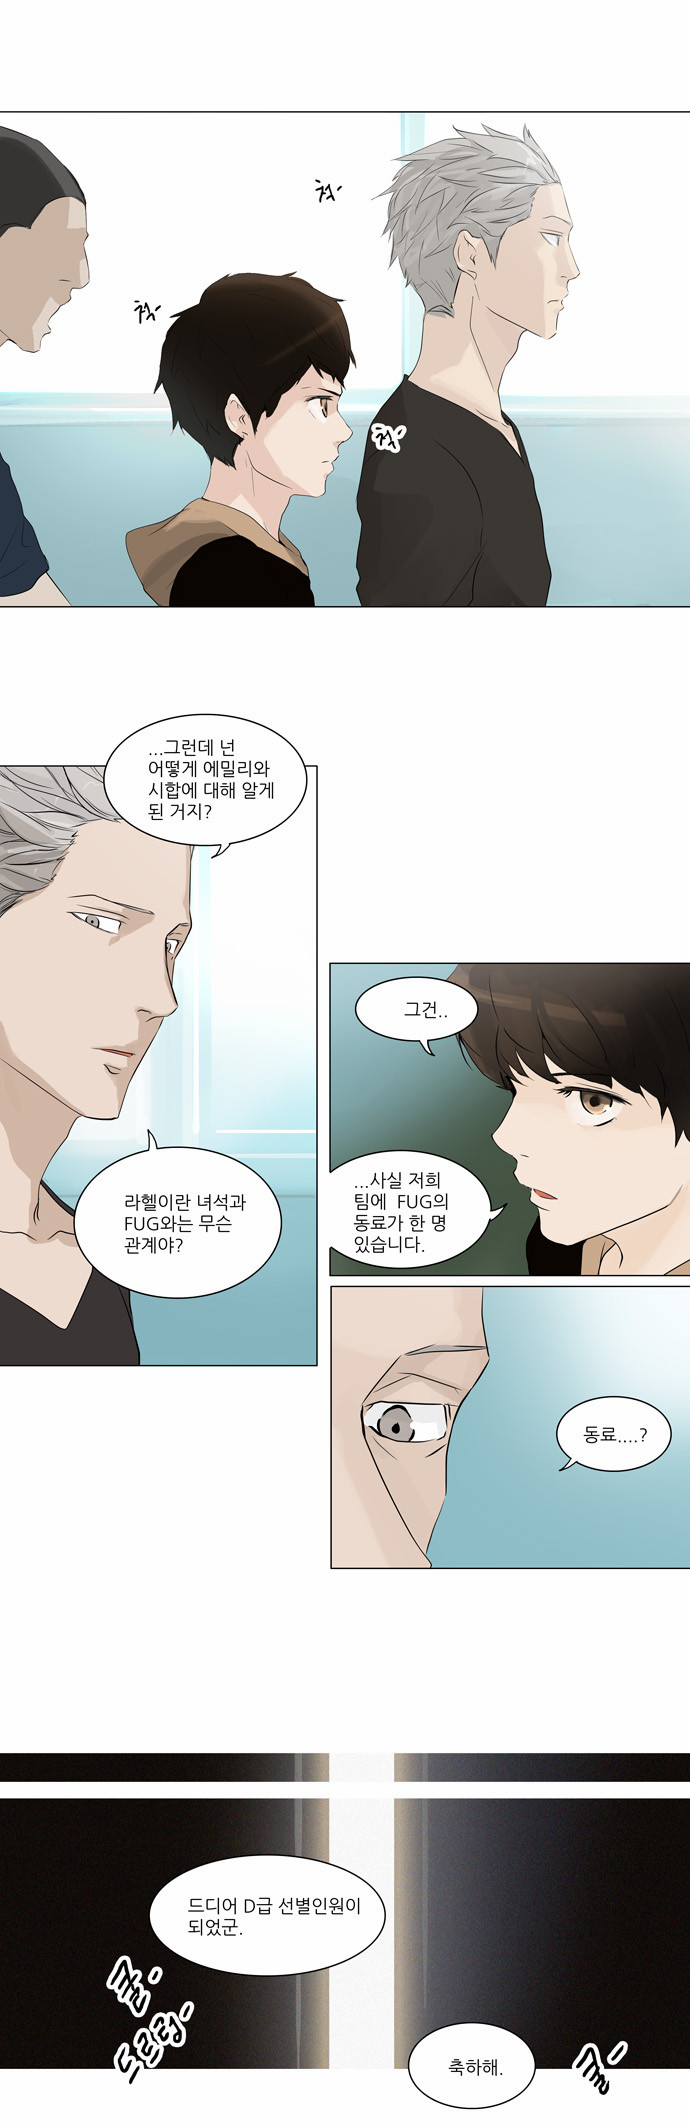 척-
척-
척-
...그런데 넌
어떻게 에밀리와
시합에 대해 알게
된 거지?
라헬이란 녀석과
FUG와는 무슨
관계야?
그건..
...사실 저희
팀에 FUG의
동료가 한 명
있습니다.
동료....?
드디어 D급 선별인원이
되었군.
쿨-
드르렁-
축하해.
쿨-